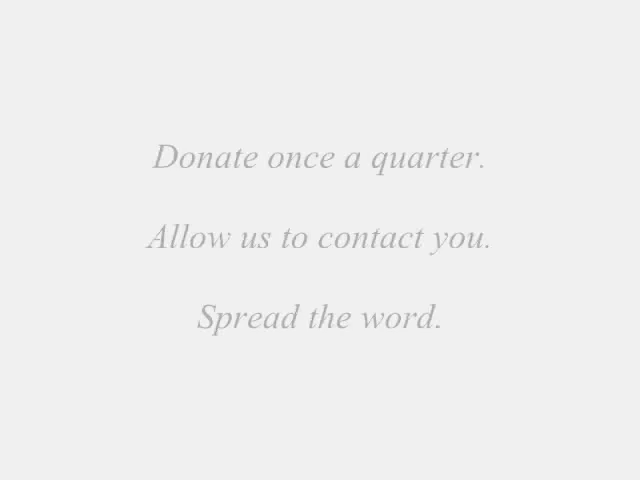 Donate once a quarter.
Allow us to contact you.
Spread the word.